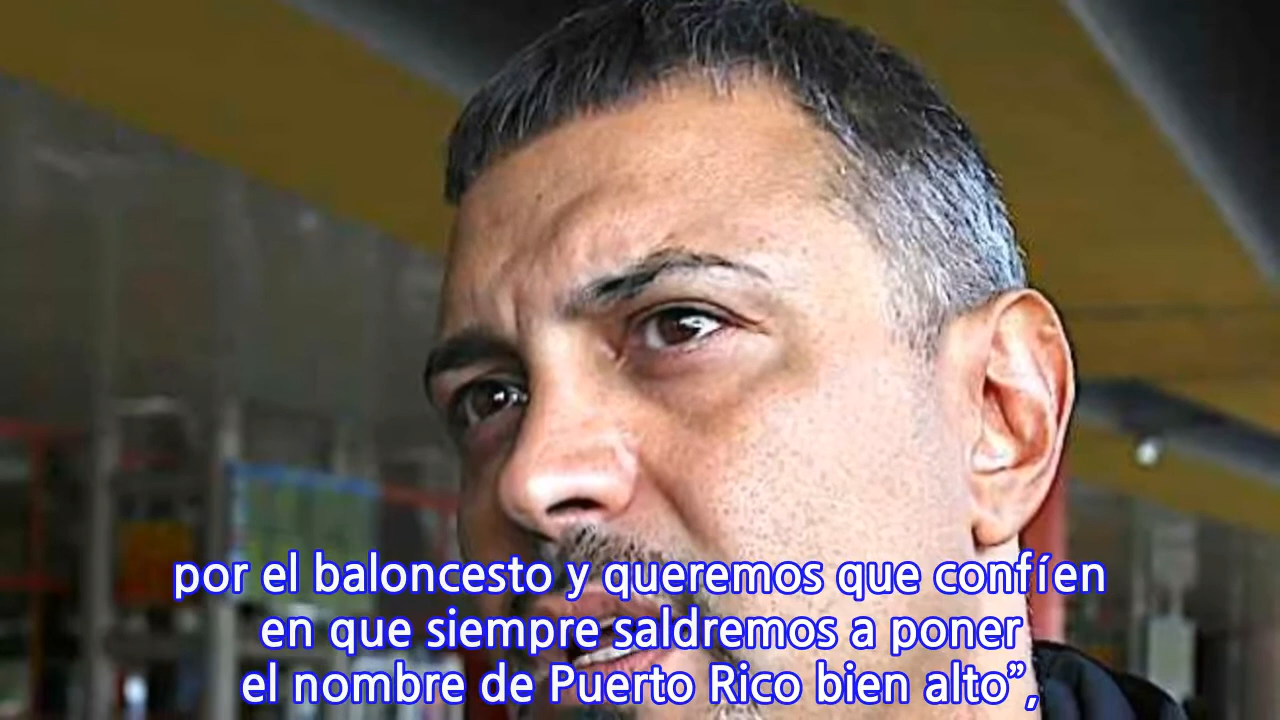 por el baloncesto y queremos que confíen
en que siempre saldremos a poner
el nombre de Puerto Rico bien alto”,